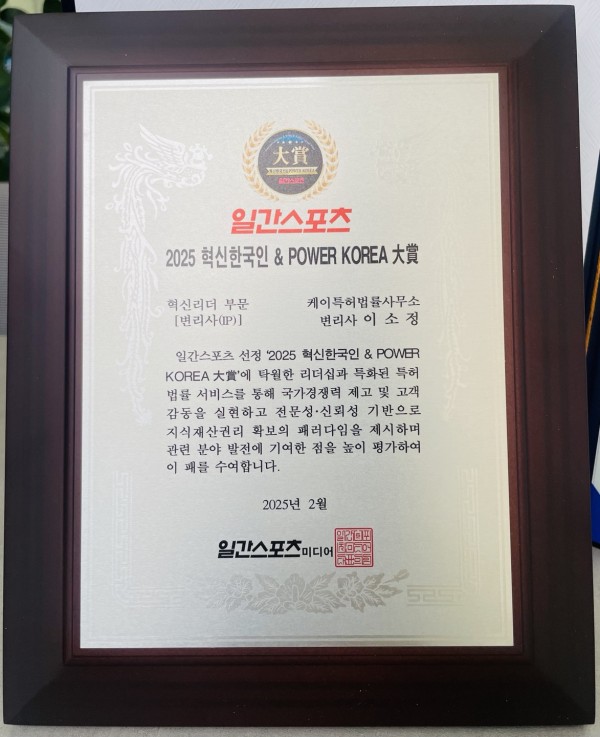 大賞
일간스포츠
일간스포츠
2025 혁신한국인 & POWER KOREA 大賞
혁신리더 부문
[변리사(IP)]
케이특허법률사무소
변리사 이 소 정
일간스포츠 선정 '2025 혁신한국인 & POWER
KOREA 大賞'에 탁월한 리더십과 특화된 특허
법률 서비스를 통해 국가경쟁력 제고 및 고객
감동을 실현하고 전문성·신뢰성 기반으로
지식재산권리 확보의 패러다임을 제시하며
관련 분야 발전에 기여한 점을 높이 평가하여
이 패를 수여합니다.
2025년 2월
일간스포츠미디어